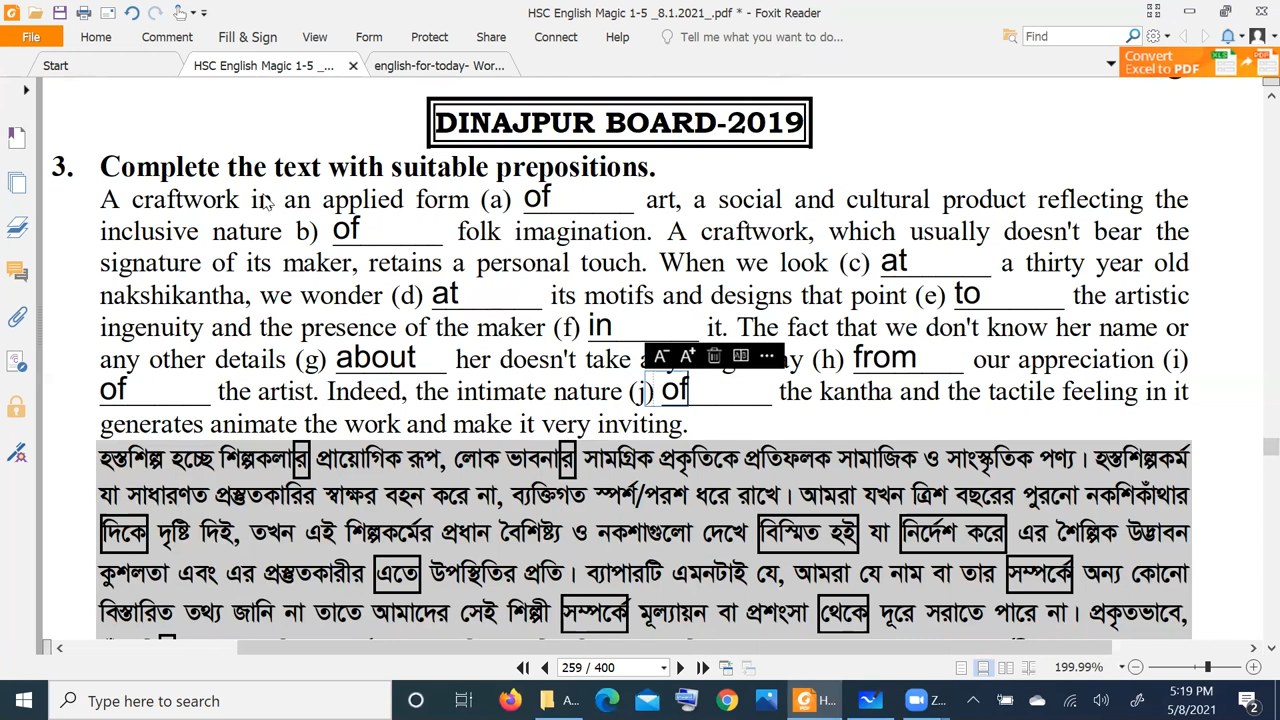 HSC English Magic 1-5 _8.1.2021_.pdf * - Foxit Reader
File Home Comment Fill & Sign View Form Protect Share Connect Help Tell me what you want to do... Find
Start HSC English Magic 1-5 _... english-for-today- Wor... Convert
Excel to PDF
DINAJPUR BOARD-2019
3. Complete the text with suitable prepositions.
A craftwork is an applied form (a) of art, a social and cultural product reflecting the
inclusive nature b) of folk imagination. A craftwork, which usually doesn't bear the
signature of its maker, retains a personal touch. When we look (c) at a thirty year old
nakshikantha, we wonder (d) at its motifs and designs that point (e) to the artistic
ingenuity and the presence of the maker (f) in it. The fact that we don't know her name or
any other details (g) about her doesn't take (h) from our appreciation (i)
of the artist. Indeed, the intimate nature (j) of the kantha and the tactile feeling in it
generates animate the work and make it very inviting.
হস্তশিল্প হচ্ছে শিল্পকলার প্রায়োগিক রূপ, লোক ভাবনার সামগ্রিক প্রকৃতিকে প্রতিফলক সামাজিক ও সাংস্কৃতিক পণ্য। হস্তশিল্পকর্ম
যা সাধারণত প্রস্তুতকারির স্বাক্ষর বহন করে না, ব্যক্তিগত স্পর্শ/পরশ ধরে রাখে। আমরা যখন ত্রিশ বছরের পুরনো নকশিকাঁথার
দিকে দৃষ্টি দিই, তখন এই শিল্পকর্মের প্রধান বৈশিষ্ট্য ও নকশাগুলো দেখে বিস্মিত হই যা নির্দেশ করে এর শৈল্পিক উদ্ভাবন
কুশলতা এবং এর প্রস্তুতকারীর এতে উপস্থিতির প্রতি। ব্যাপারটি এমনটাই যে, আমরা যে নাম বা তার সম্পর্কে অন্য কোনো
বিস্তারিত তথ্য জানি না তাতে আমাদের সেই শিল্পী সম্পর্কে মূল্যায়ন বা প্রশংসা থেকে দূরে সরাতে পারে না। প্রকৃতভাবে,
259 / 400 199.99%
Type here to search A... H... Z... 5:19 PM
5/8/2021 2